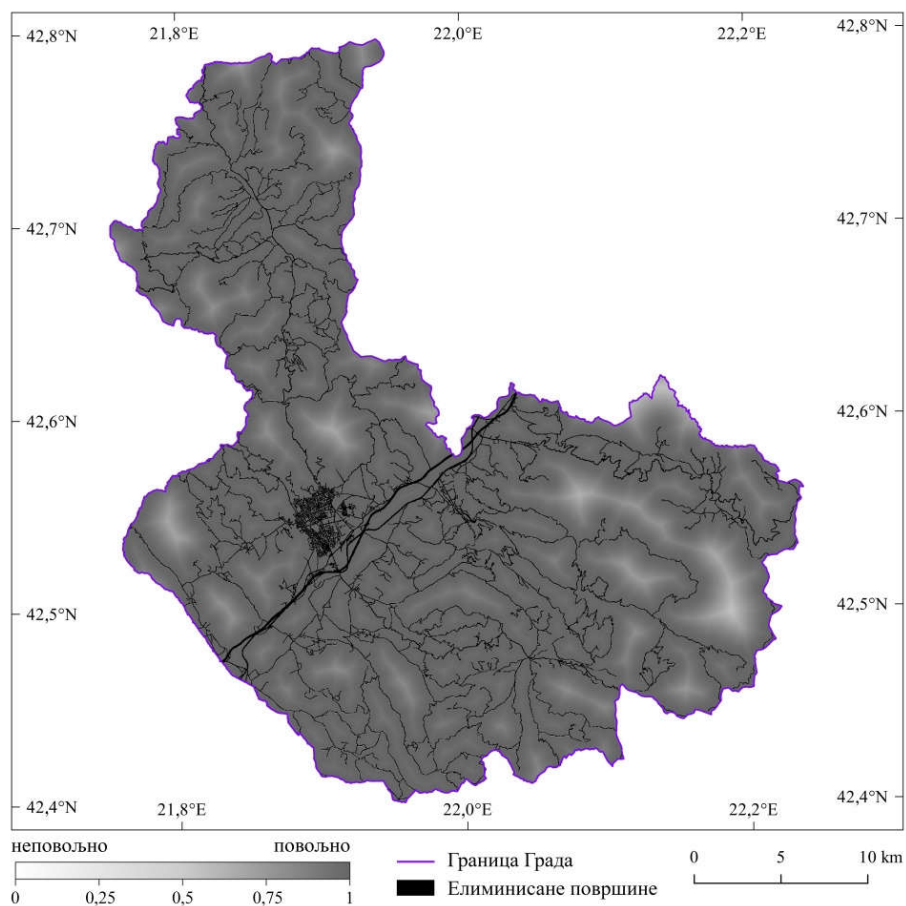 42,8°N 21,8°E 22,0°E 22,2°E 42,8°N
42,7°N 42,7°N
42,6°N 42,6°N
42,5°N 42,5°N
42,4°N 21,8°E 22,0°E 22,2°E 42,4°N
неповољно повољно
0 0,25 0,5 0,75 1
Граница Града
Елиминисане површине
0 5 10 km